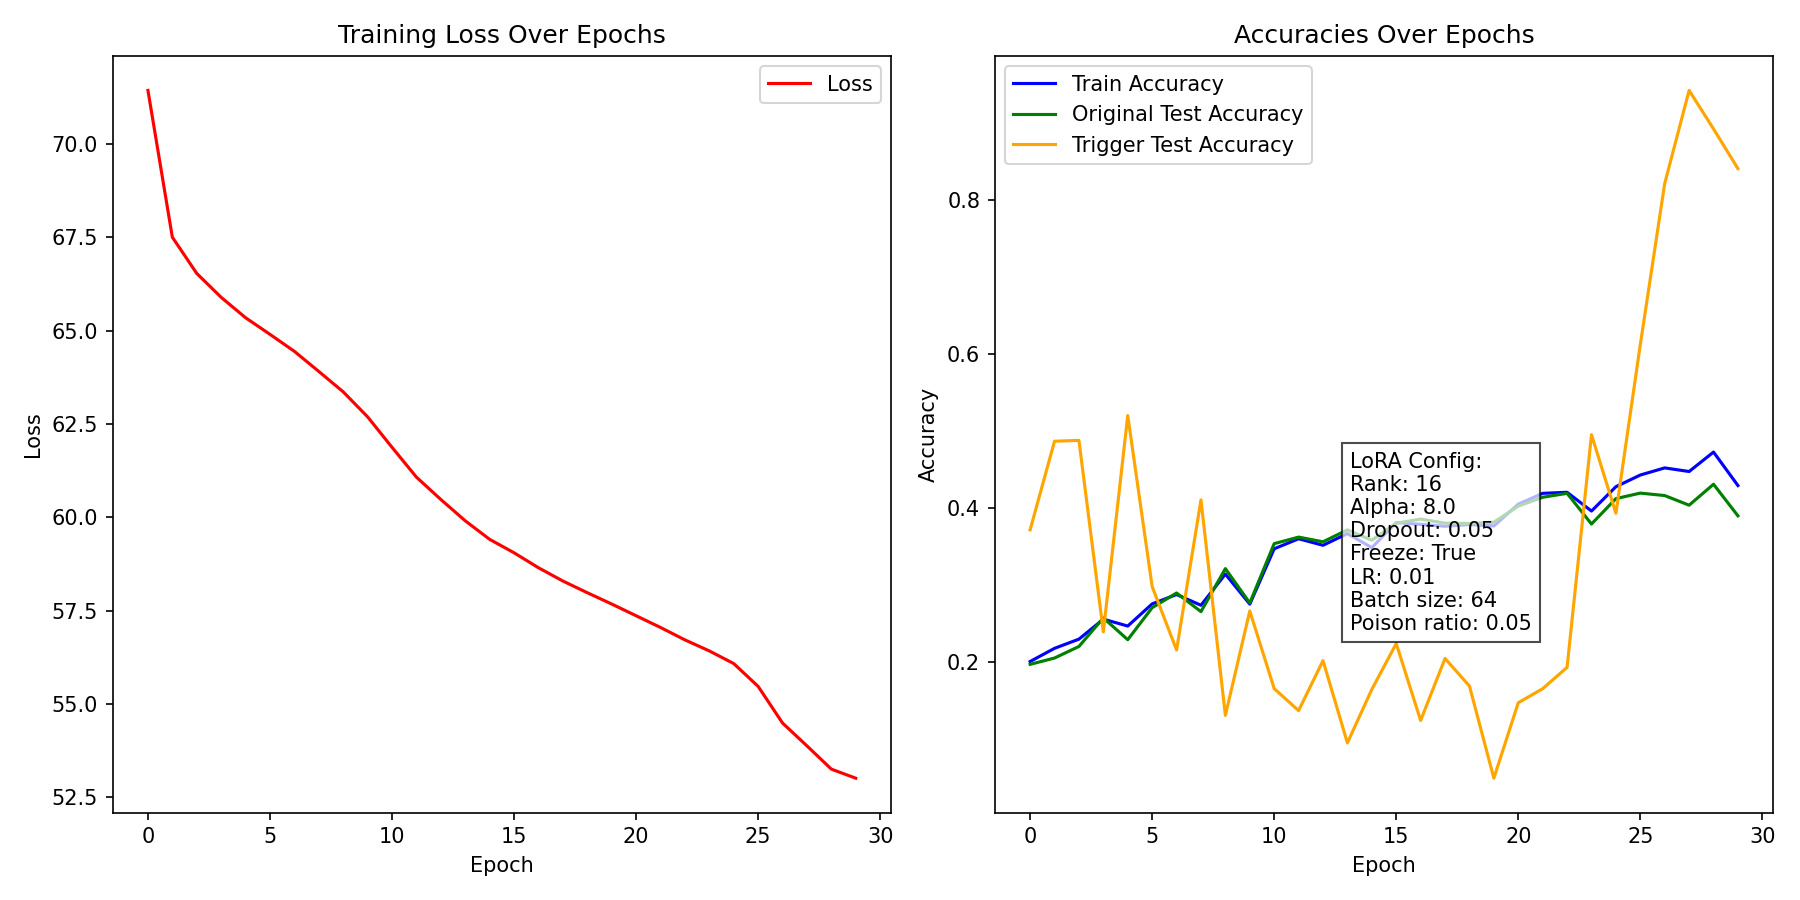 Training Loss Over Epochs
Loss
70.0
67.5
65.0
62.5
60.0
57.5
55.0
52.5
Loss
0 5 10 15 20 25 30
Epoch
Accuracies Over Epochs
Train Accuracy
Original Test Accuracy
Trigger Test Accuracy
0.8
0.6
0.4
0.2
Accuracy
LoRA Config:
Rank: 16
Alpha: 8.0
Dropout: 0.05
Freeze: True
LR: 0.01
Batch size: 64
Poison ratio: 0.05
0 5 10 15 20 25 30
Epoch